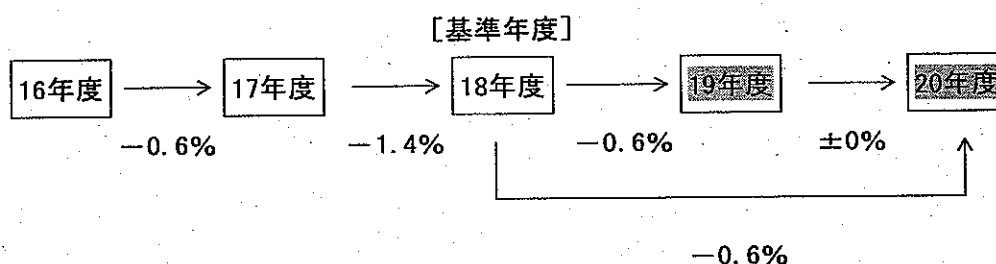 [基準年度]
16年度 17年度 18年度 19年度 20年度
-0.6% -1.4% -0.6% ±0%
-0.6%